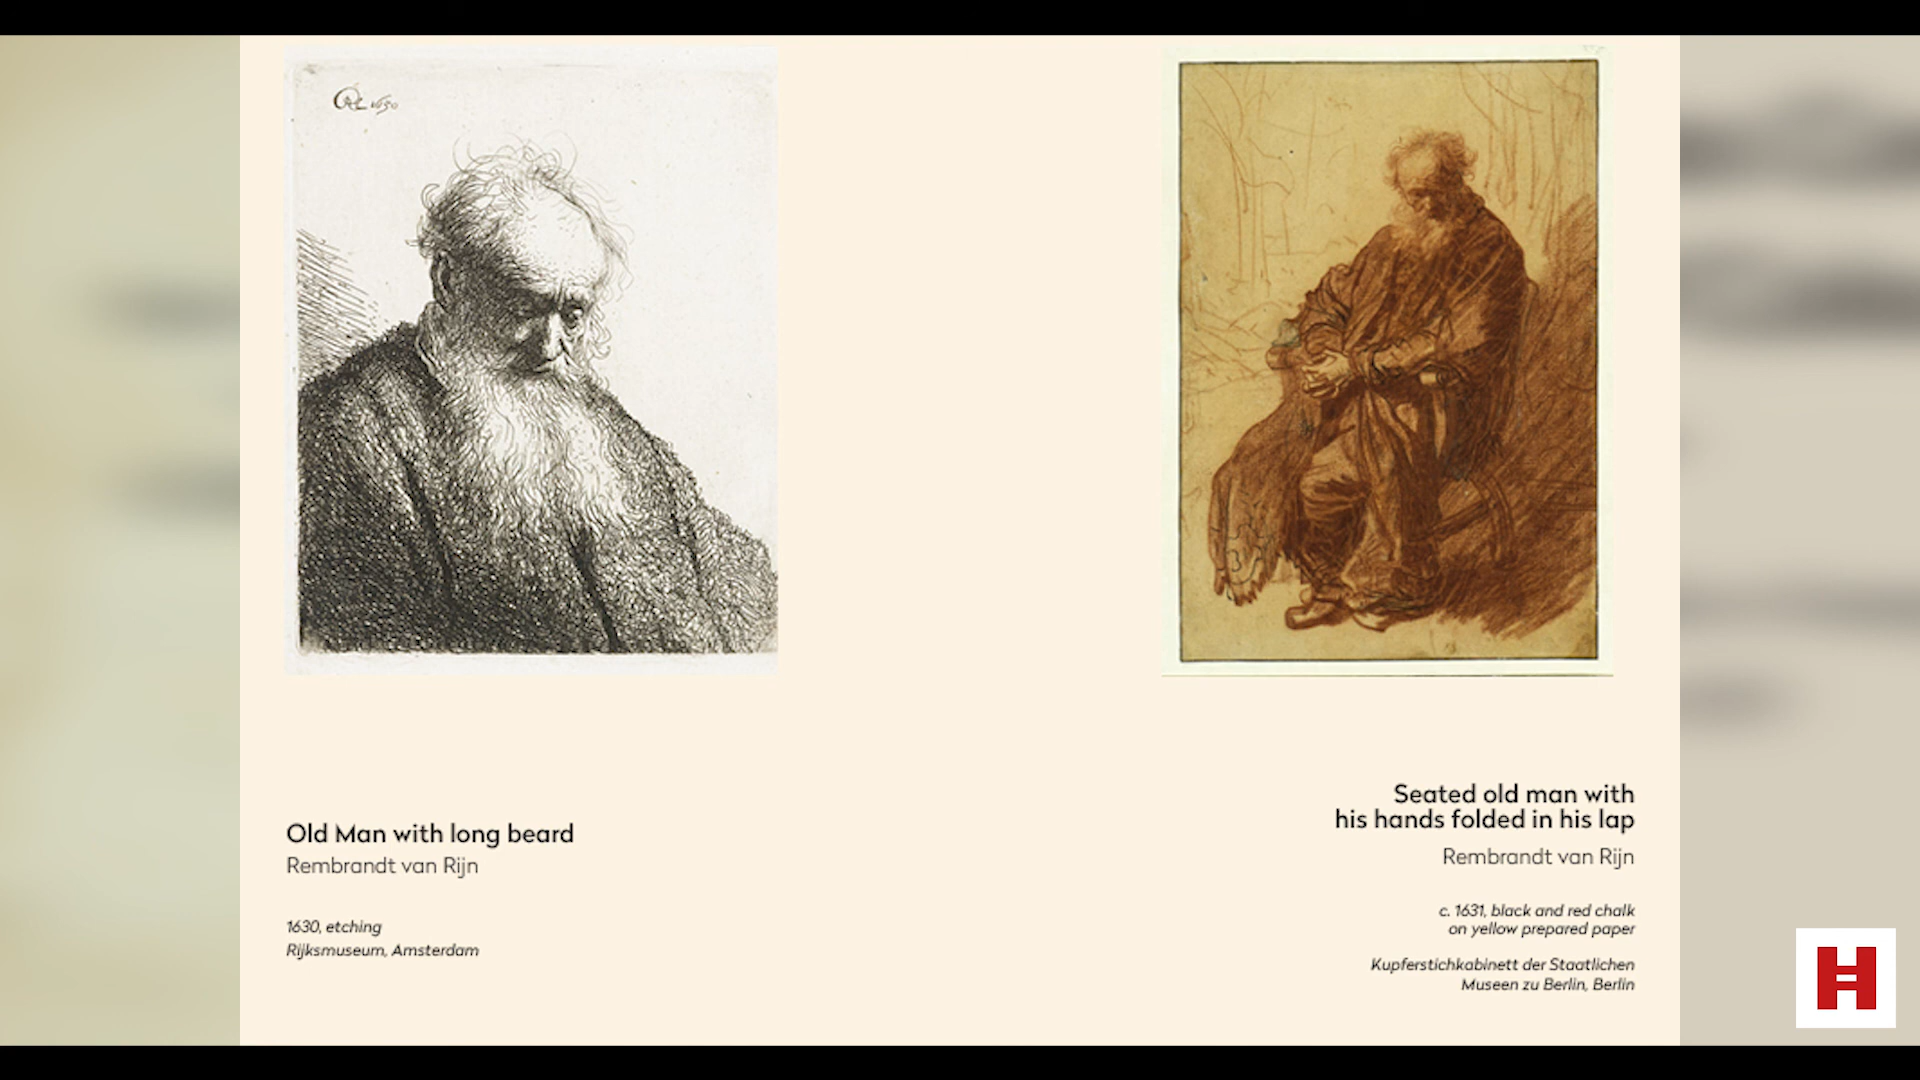 RHL 1630
Old Man with long beard
Rembrandt van Rijn
1630, etching
Rijksmuseum, Amsterdam
Seated old man with
his hands folded in his lap
Rembrandt van Rijn
c. 1631, black and red chalk
on yellow prepared paper
Kupferstichkabinett der Staatlichen
Museen zu Berlin, Berlin
H